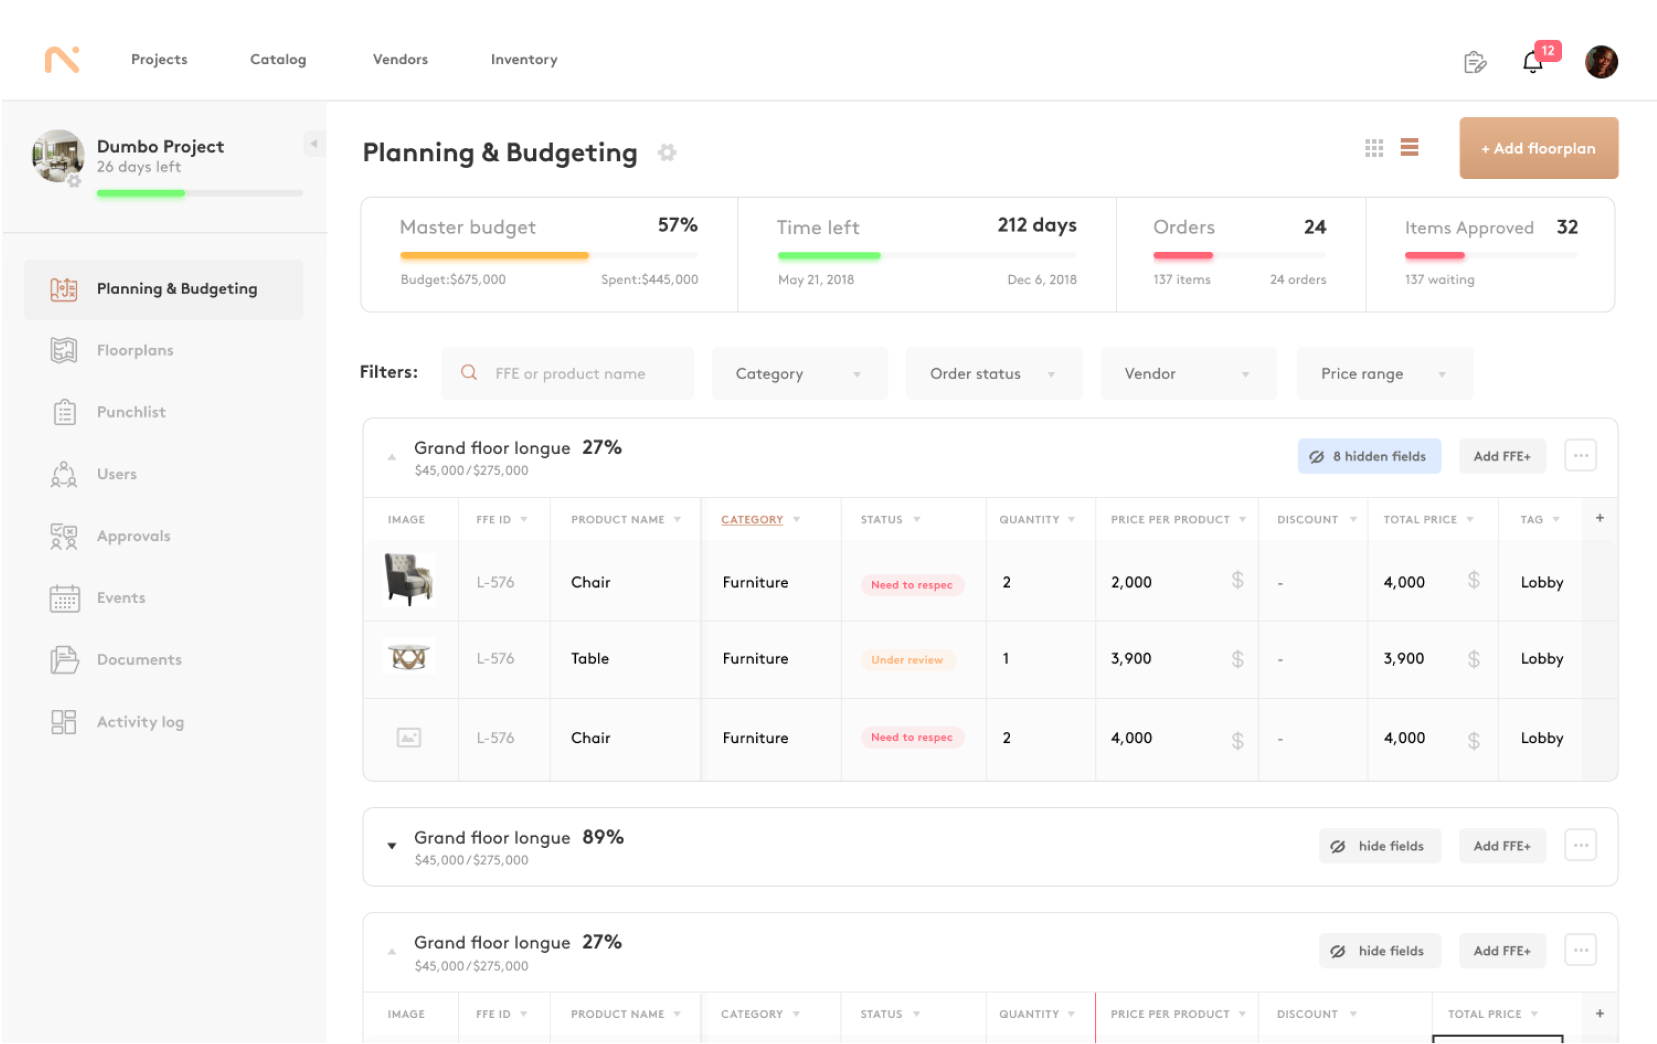 Projects Catalog Vendors Inventory 12
Dumbo Project
26 days left
Planning & Budgeting
Floorplans
Punchlist
Users
Approvals
Events
Documents
Activity log
Planning & Budgeting + Add floorplan
Master budget 57% Time left 212 days Orders 24 Items Approved 32
Budget:$675,000 Spent:$445,000 May 21, 2018 Dec 6, 2018 137 items 24 orders 137 waiting
Filters: FFE or product name Category Order status Vendor Price range
Grand floor longue 27% 8 hidden fields Add FFE+ ...
$45,000/$275,000
IMAGE FFE ID PRODUCT NAME CATEGORY STATUS QUANTITY PRICE PER PRODUCT DISCOUNT TOTAL PRICE TAG +
L-576 Chair Furniture Need to respec 2 2,000 $ - 4,000 $ Lobby
L-576 Table Furniture Under review 1 3,900 $ - 3,900 $ Lobby
L-576 Chair Furniture Need to respec 2 4,000 $ - 4,000 $ Lobby
Grand floor longue 89% hide fields Add FFE+ ...
$45,000/$275,000
Grand floor longue 27% hide fields Add FFE+ ...
$45,000/$275,000
IMAGE FFE ID PRODUCT NAME CATEGORY STATUS QUANTITY PRICE PER PRODUCT DISCOUNT TOTAL PRICE +